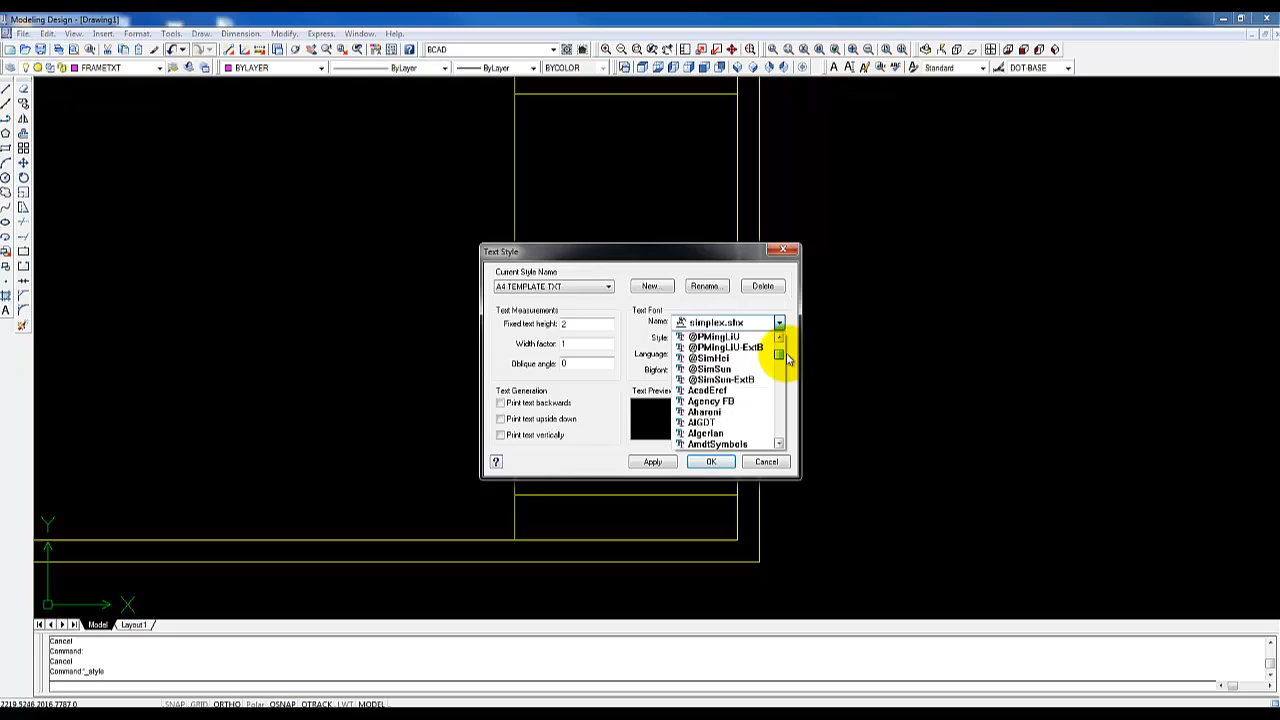 Modeling Design - [Drawing1]
File. Edit. View. Insert. Format. Tools. Draw. Dimension. Modify. Express. Window. Help.
BCAD
FRAMETXT
BYLAYER
ByLayer
ByLayer
BYCOLOR
Standard
DOT-BASE
Text Style
Current Style Name
A4 TEMPLATE TXT
New...
Rename...
Delete
Text Measurements
Fixed text height: 2
Width factor: 1
Oblique angle: 0
Text Generation
Print text backwards
Print text upside down
Print text vertically
Text Font
Name: simplex.shx
Style:
Language:
Bigfont:
@PMingLiU
@PMingLiU-ExtB
@SimHei
@SimSun
@SimSun-ExtB
AcadEref
Agency FB
Aharoni
AIGDT
Algerian
AmdtSymbols
Text Preview
?
Apply
OK
Cancel
Y
X
Model
Layout1
Cancel
Command:
Cancel
Command:'_style
2219.5246 2016.7787 0
SNAP GRID ORTHO Polar OSNAP OTRACK LWT MODEL